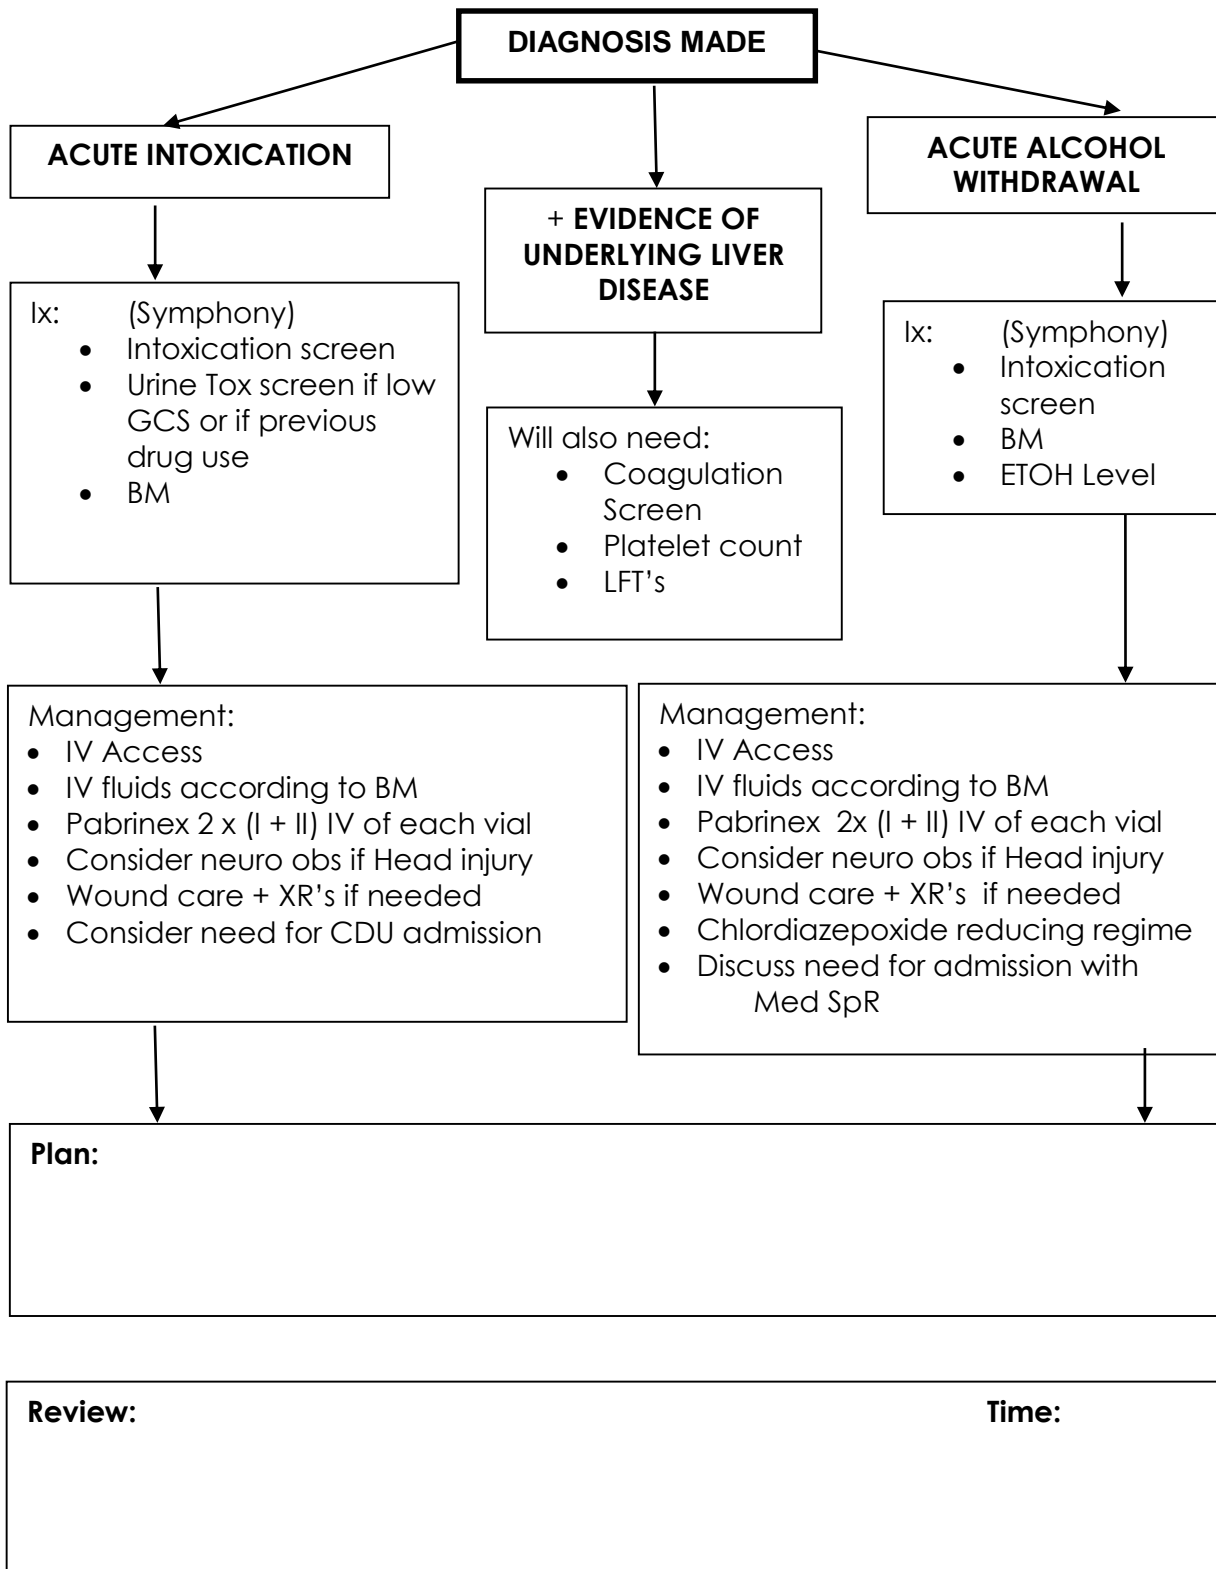 DIAGNOSIS MADE
ACUTE INTOXICATION
+ EVIDENCE OF
UNDERLYING LIVER
DISEASE
ACUTE ALCOHOL
WITHDRAWAL
Ix: (Symphony)
• Intoxication screen
• Urine Tox screen if low
GCS or if previous
drug use
• BM
Will also need:
• Coagulation
Screen
• Platelet count
• LFT's
Ix: (Symphony)
• Intoxication
screen
• BM
• ETOH Level
Management:
• IV Access
• IV fluids according to BM
• Pabrinex 2 x (I + II) IV of each vial
• Consider neuro obs if Head injury
• Wound care + XR's if needed
• Consider need for CDU admission
Management:
• IV Access
• IV fluids according to BM
• Pabrinex 2x (I + II) IV of each vial
• Consider neuro obs if Head injury
• Wound care + XR's if needed
• Chlordiazepoxide reducing regime
• Discuss need for admission with
Med SpR
Plan:
Review: Time: